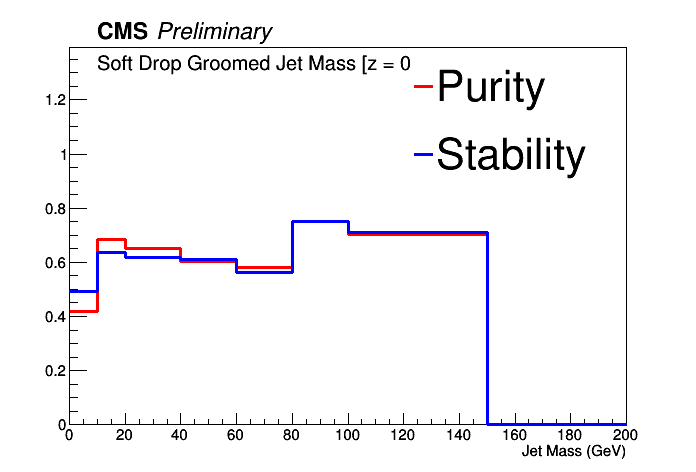 CMS Preliminary
Soft Drop Groomed Jet Mass [z = 0
Purity
Stability
1.2
1
0.8
0.6
0.4
0.2
0
0 20 40 60 80 100 120 140 160 180 200
Jet Mass (GeV)